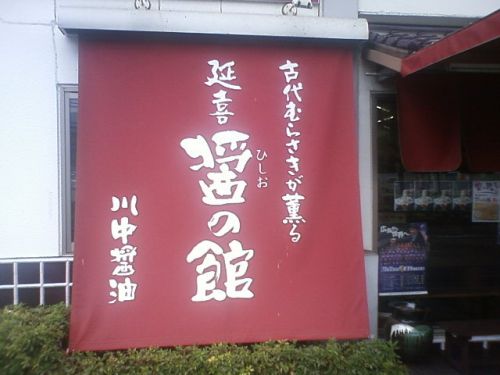 古代むらさきが薫る
延喜
醤の館
ひしお
川中醤油